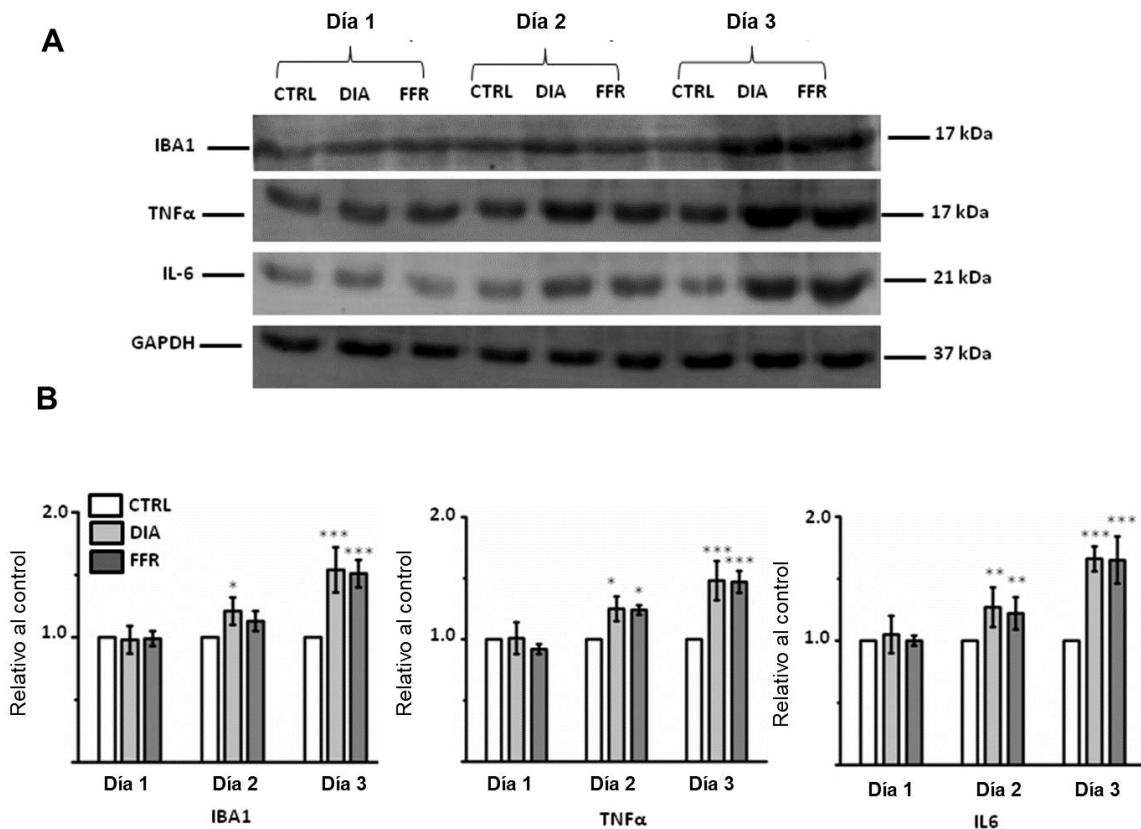 A
Día 1 Día 2 Día 3
CTRL DIA FFR CTRL DIA FFR CTRL DIA FFR
IBA1 17 kDa
TNFα 17 kDa
IL-6 21 kDa
GAPDH 37 kDa
B
Relativo al control
2.0
1.0
CTRL
DIA
FFR
*
***
***
Día 1 Día 2 Día 3
IBA1
Relativo al control
2.0
1.0
*
*
***
***
Día 1 Día 2 Día 3
TNFα
Relativo al control
2.0
1.0
**
**
***
***
Día 1 Día 2 Día 3
IL6